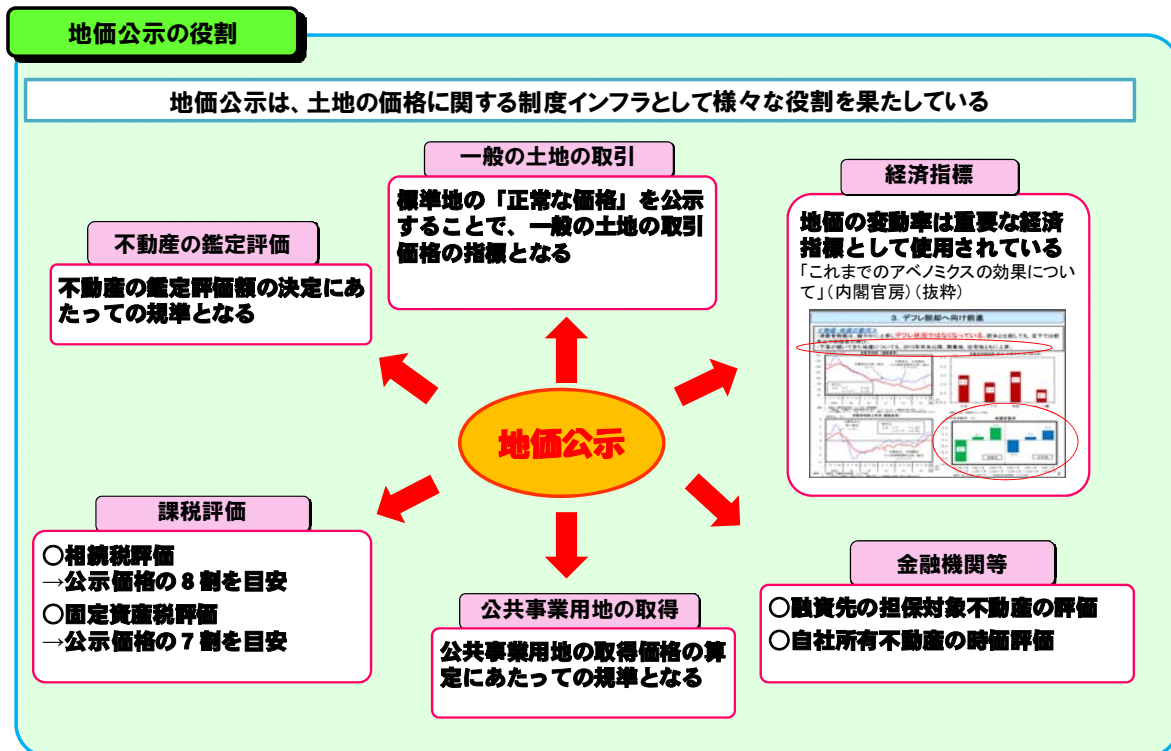 地価公示の役割
地価公示は、土地の価格に関する制度インフラとして様々な役割を果たしている
一般の土地の取引
標準地の「正常な価格」を公示
することで、一般の土地の取引
価格の指標となる
経済指標
地価の変動率は重要な経済
指標として使用されている
「これまでのアベノミクスの効果につい
て」(内閣官房)(抜粋)
3. デフレ脱却へ向け前進
不動産の鑑定評価
不動産の鑑定評価額の決定にあ
たっての規準となる
地価公示
課税評価
○相続税評価
→公示価格の8割を目安
○固定資産税評価
→公示価格の7割を目安
公共事業用地の取得
公共事業用地の取得価格の算
定にあたっての規準となる
金融機関等
○融資先の担保対象不動産の評価
○自社所有不動産の時価評価